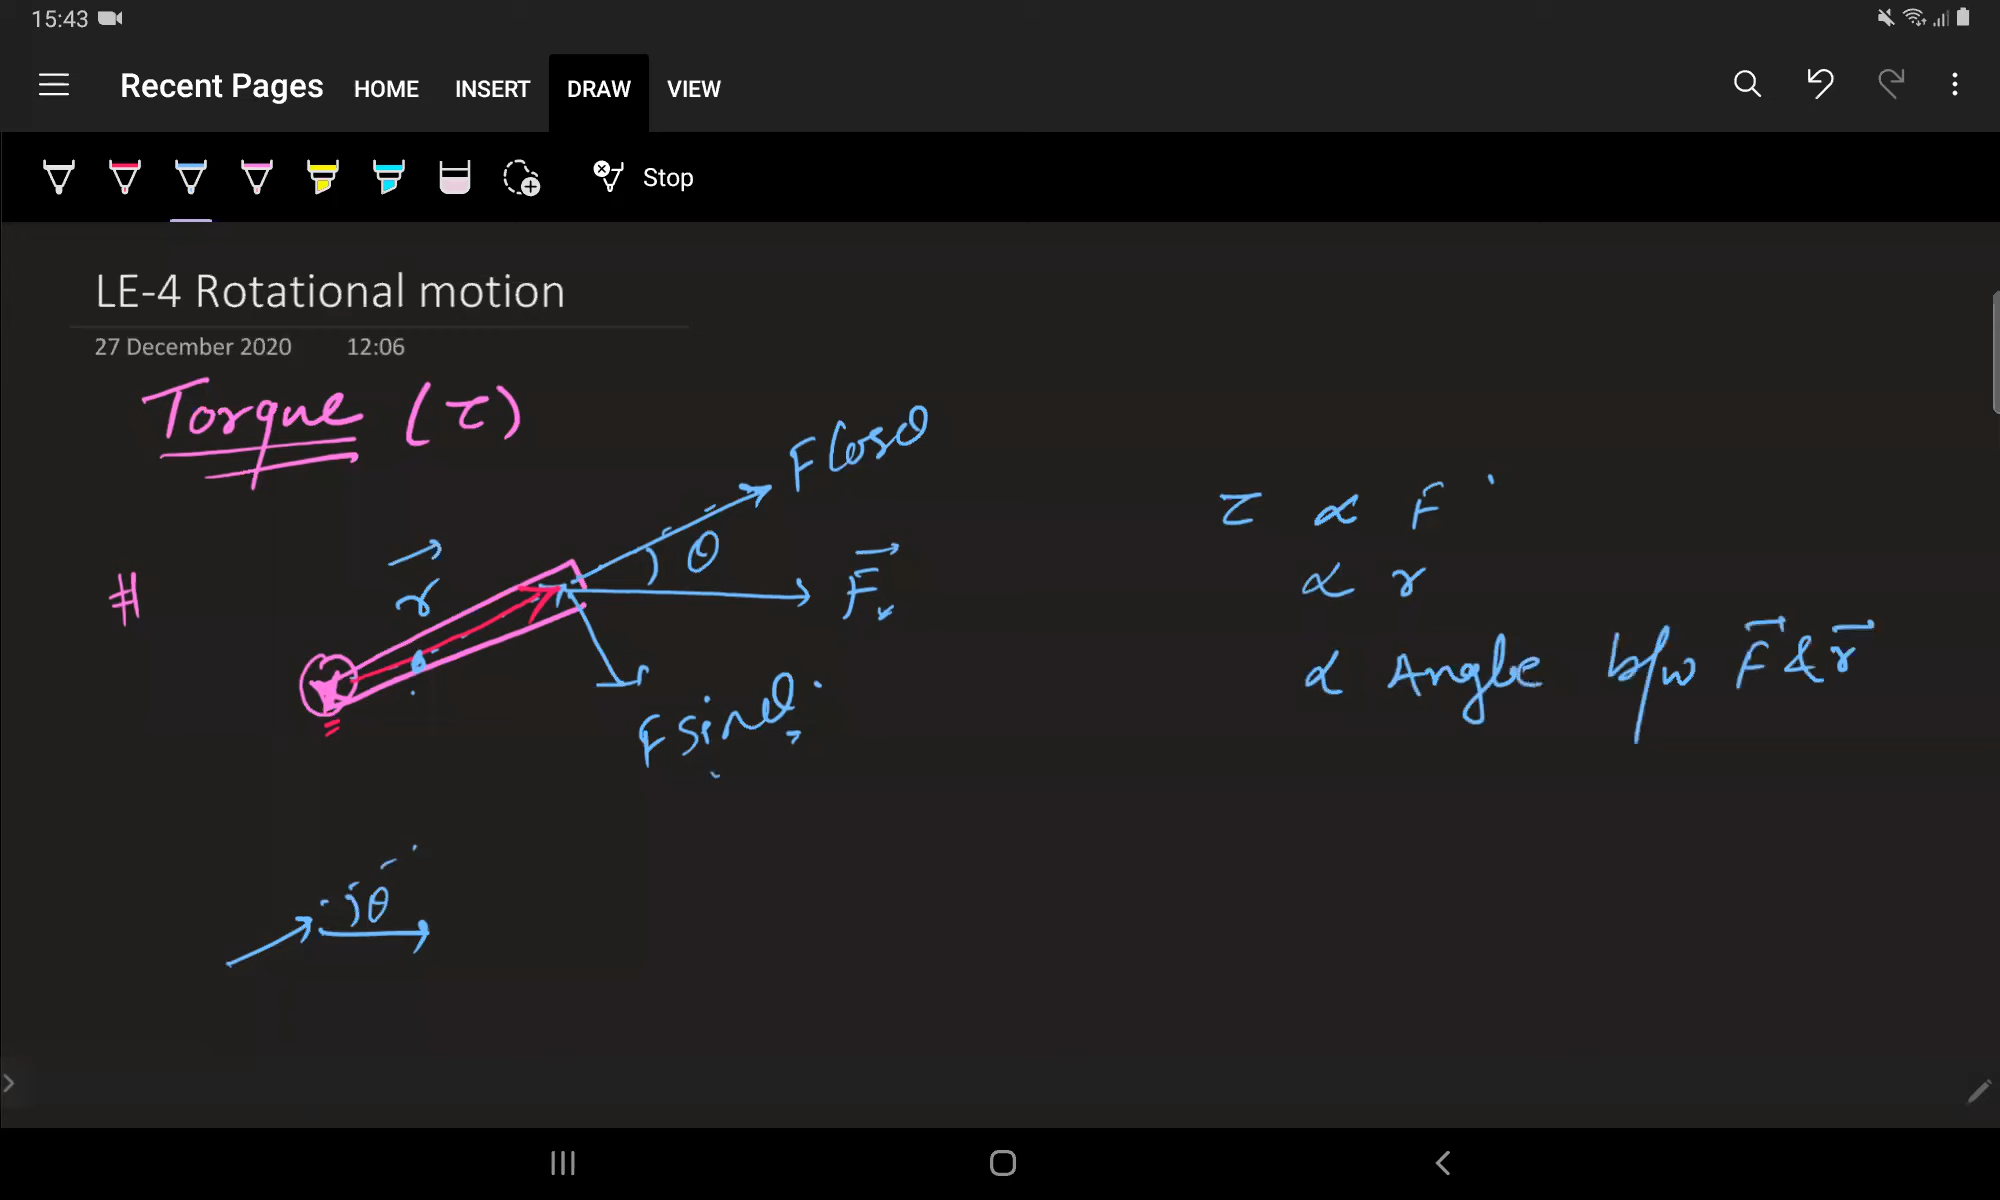 15:43
Recent Pages HOME INSERT DRAW VIEW
Stop
LE-4 Rotational motion
27 December 2020 12:06
Torque (τ)
F Cosθ
θ
F
r
#
F sinθ
θ
τ ∝ F
∝ r
∝ Angle b/w F & r